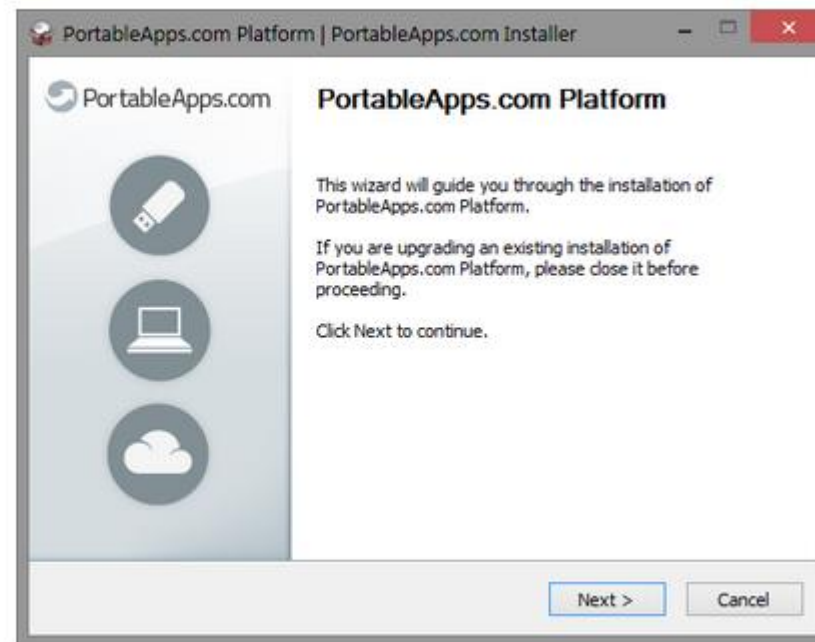 PortableApps.com Platform | PortableApps.com Installer
PortableApps.com
PortableApps.com Platform
This wizard will guide you through the installation of
PortableApps.com Platform.
If you are upgrading an existing installation of
PortableApps.com Platform, please close it before
proceeding.
Click Next to continue.
Next >
Cancel